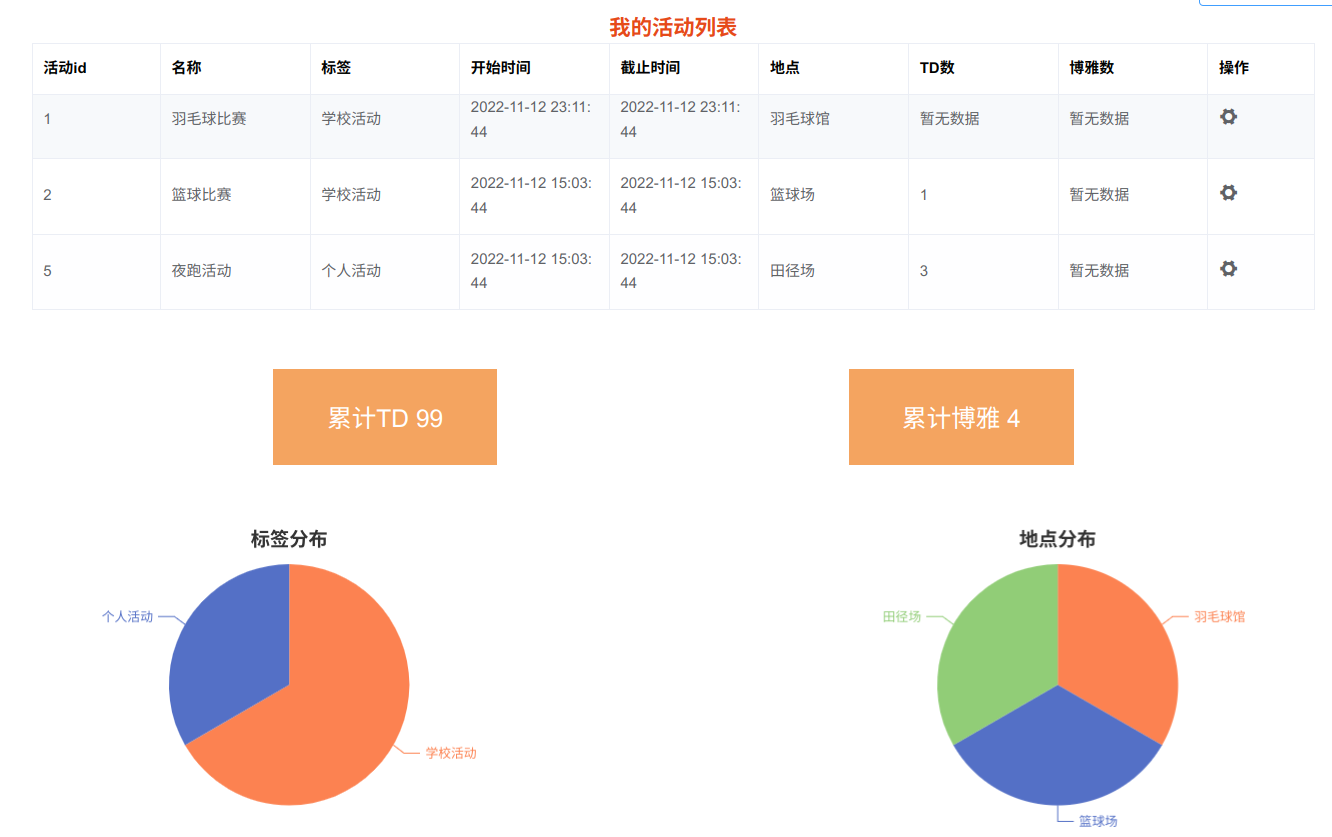 我的活动列表
活动id 名称 标签 开始时间 截止时间 地点 TD数 博雅数 操作
1 羽毛球比赛 学校活动 2022-11-12 23:11: 2022-11-12 23:11: 羽毛球馆 暂无数据 暂无数据
44 44
2 篮球比赛 学校活动 2022-11-12 15:03: 2022-11-12 15:03: 篮球场 1 暂无数据
44 44
5 夜跑活动 个人活动 2022-11-12 15:03: 2022-11-12 15:03: 田径场 3 暂无数据
44 44
累计TD 99 累计博雅 4
标签分布
个人活动
学校活动
地点分布
田径场
羽毛球馆
篮球场